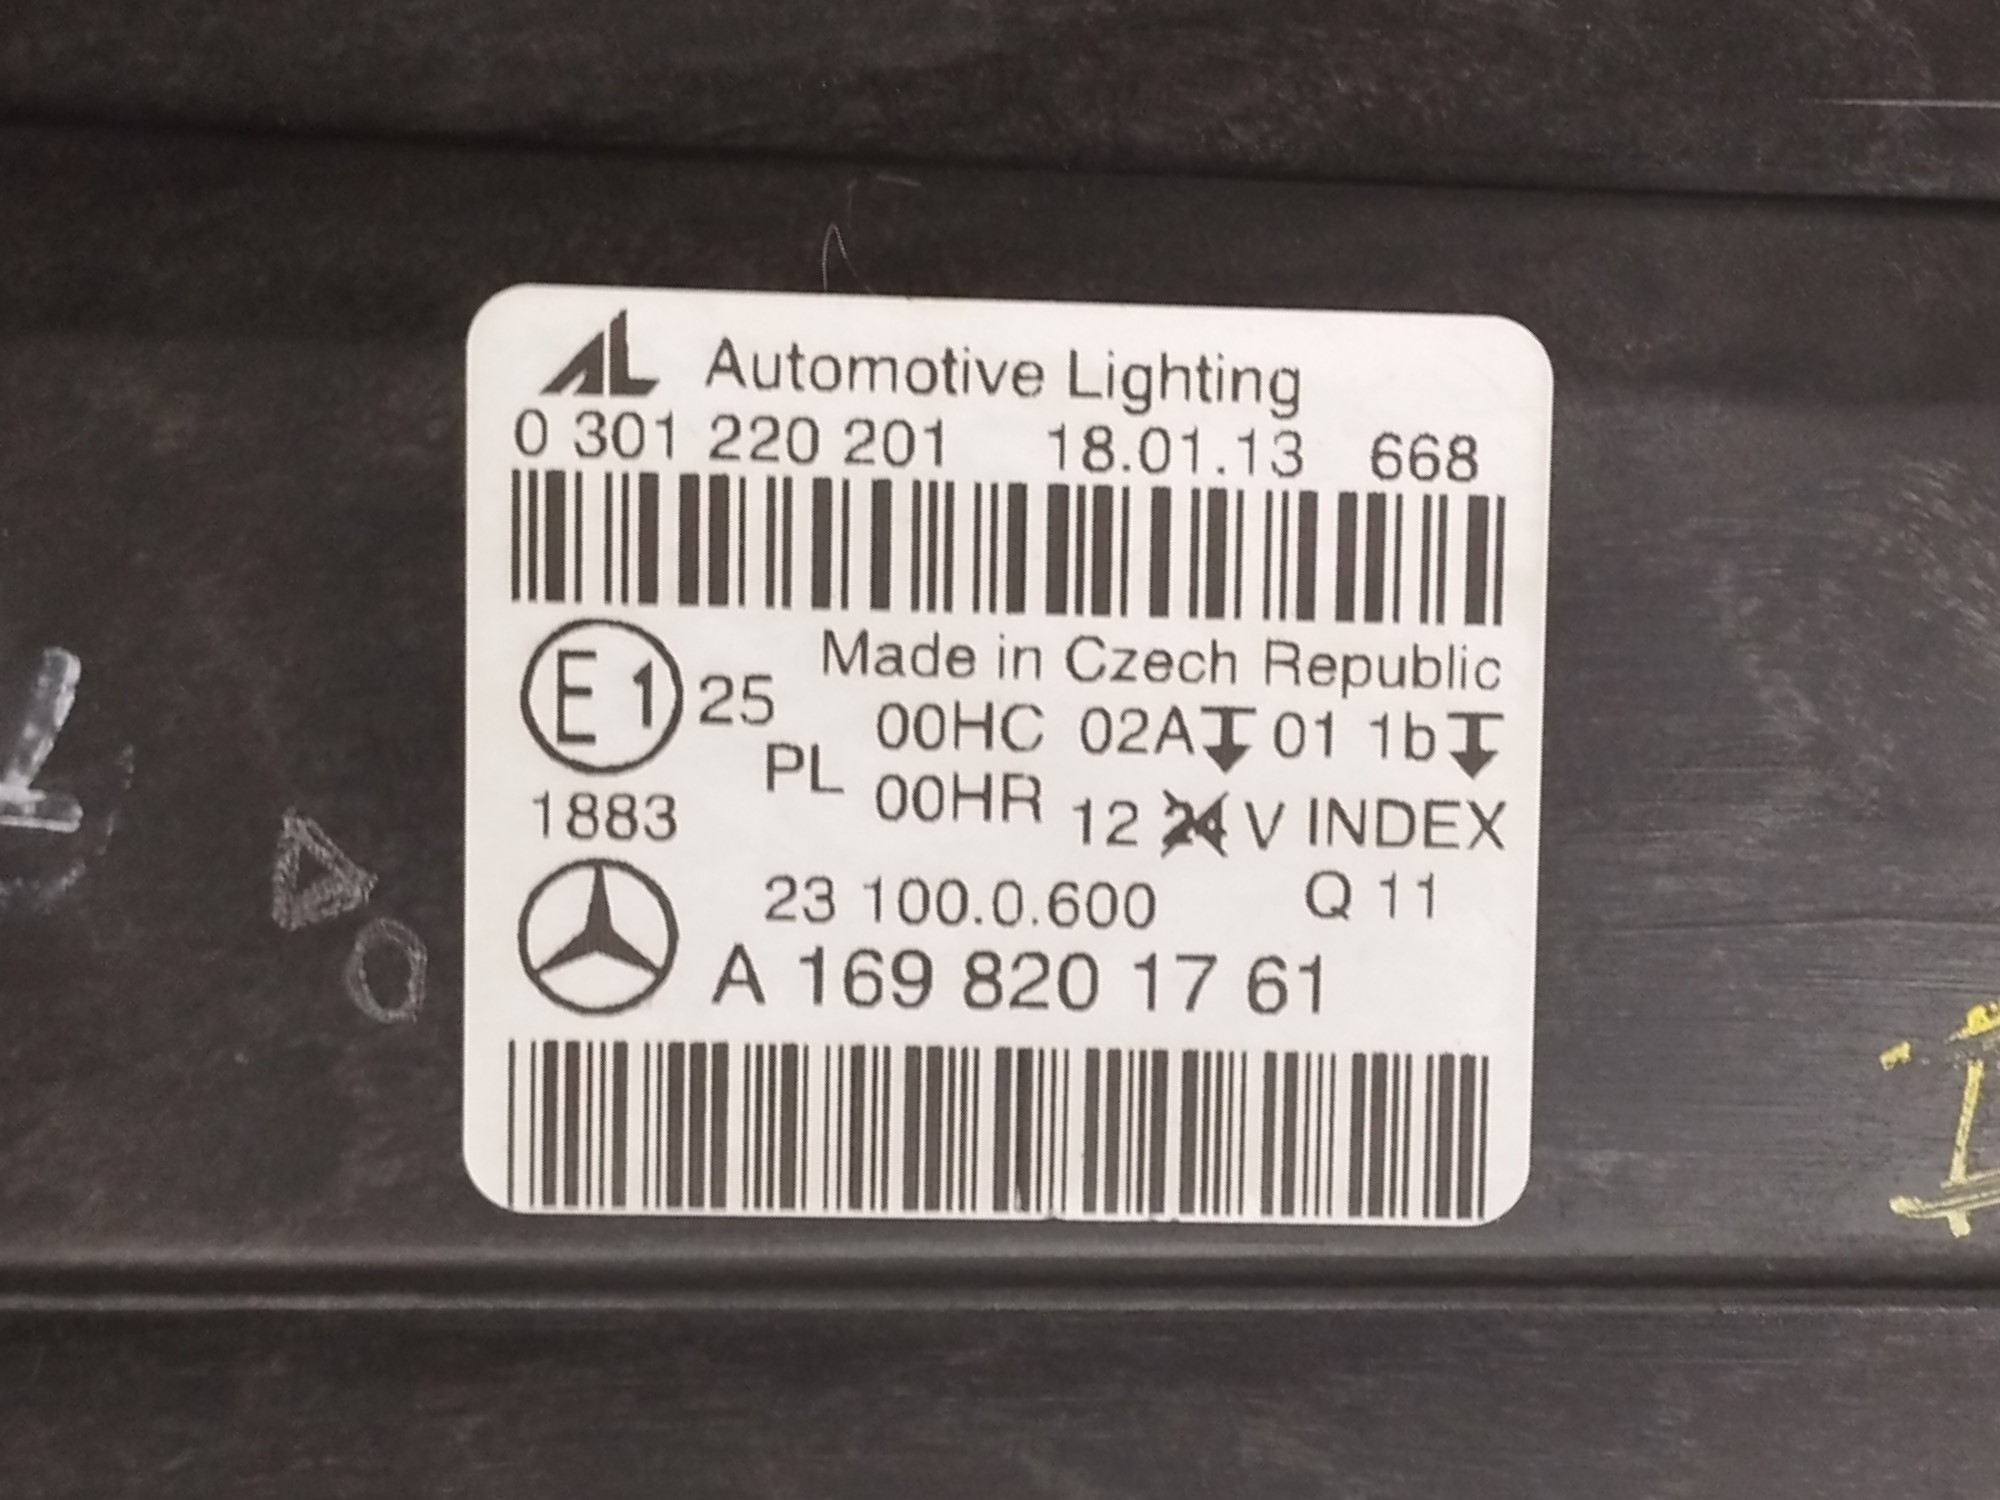 AL Automotive Lighting
0 301 220 201 18.01.13 668
Made in Czech Republic
E1 25
00HC 02A 01 1b
PL
00HR 12 24 V INDEX
1883
23 100.0.600 Q 11
A 169 820 17 61